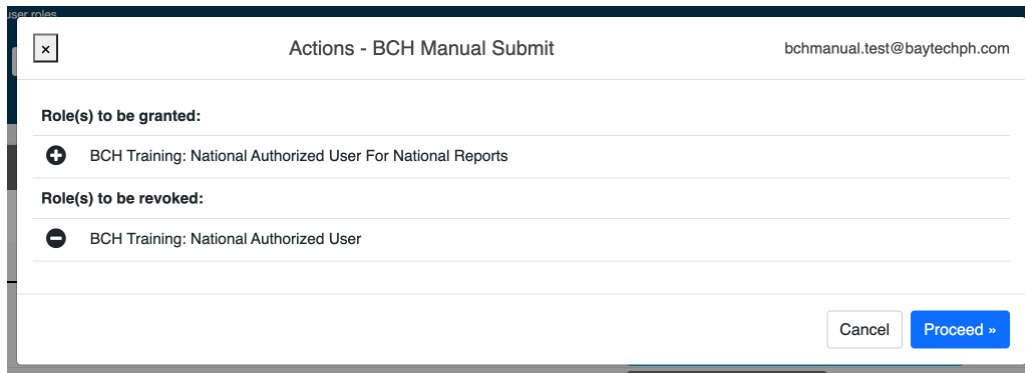 user roles
×
Actions - BCH Manual Submit
bchmanual.test@baytechph.com
Role(s) to be granted:
BCH Training: National Authorized User For National Reports
Role(s) to be revoked:
BCH Training: National Authorized User
Cancel
Proceed »